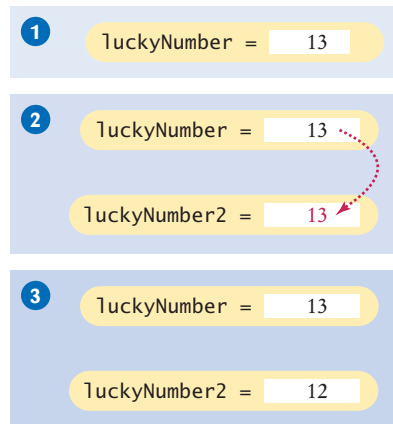 1
luckyNumber = 13
2
luckyNumber = 13
luckyNumber2 = 13
3
luckyNumber = 13
luckyNumber2 = 12